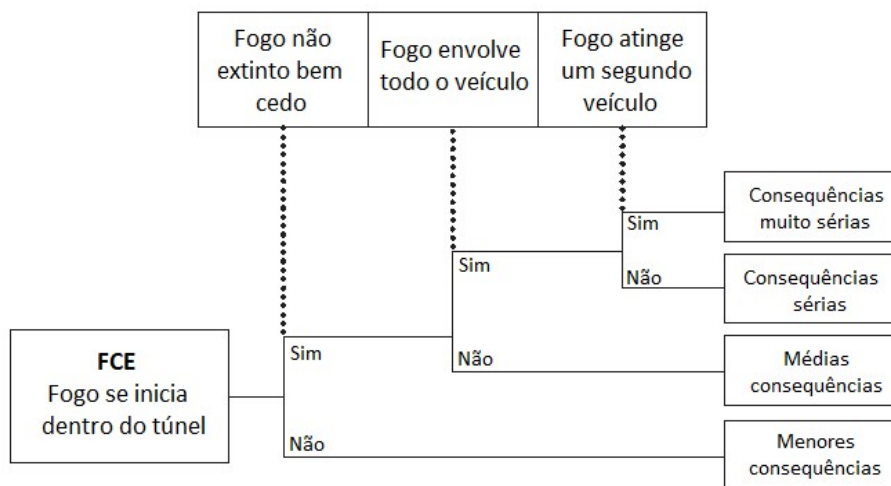 Fogo não
extinto bem
cedo
Fogo envolve
todo o veículo
Fogo atinge
um segundo
veículo
Consequências
muito sérias
Sim
Não
Consequências
sérias
Sim
Não
Médias
consequências
FCE
Fogo se inicia
dentro do túnel
Sim
Não
Menores
consequências